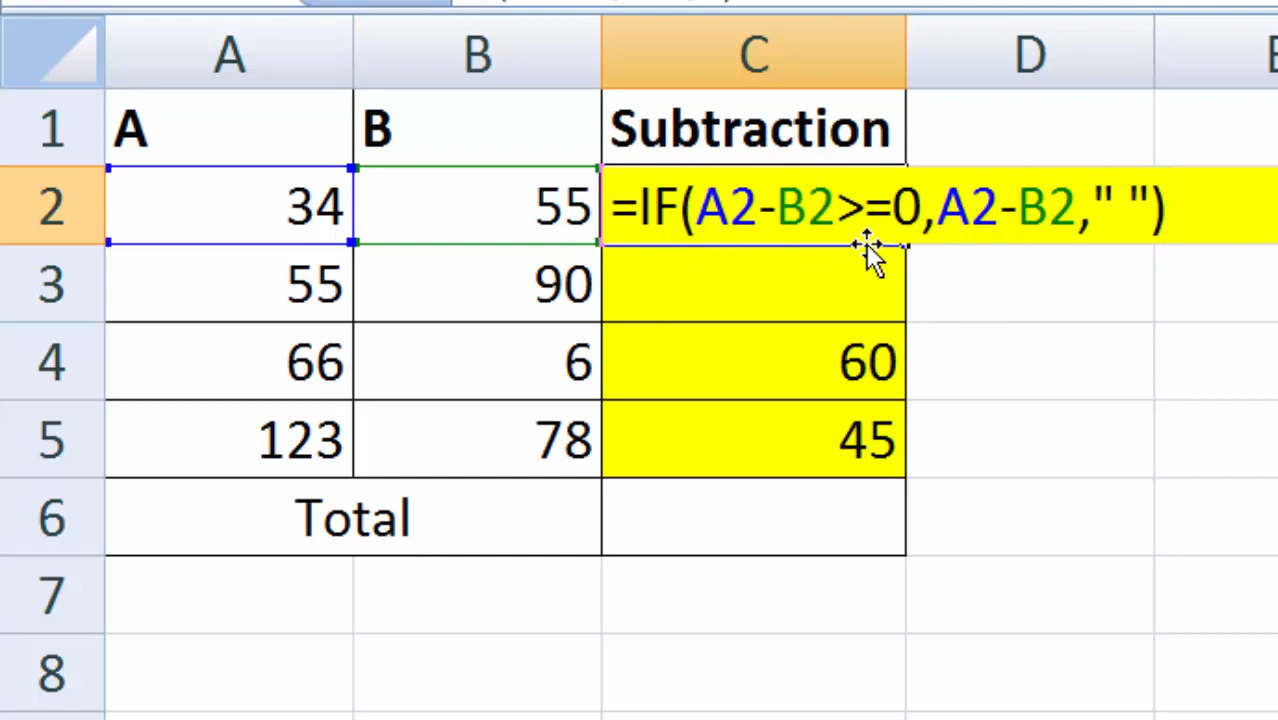 A B C D
1 A B Subtraction
2 34 55 =IF(A2-B2>=0,A2-B2," ")
3 55 90
4 66 6 60
5 123 78 45
6 Total
7
8